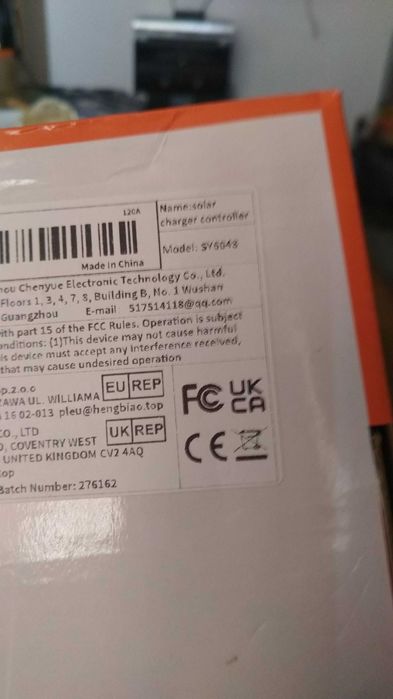 120A
Name:solar
charger controller
Model: SY6048
Made in China
ou Chenyue Electronic Technology Co., Ltd.
Floors 1, 3, 4, 7, 8, Building B, No. 1 Wushan
Guangzhou E-mail 517514118@qq.com
ith part 15 of the FCC Rules. Operation is subject
onditions: (1)This device may not cause harmful
is device must accept any interference received,
that may cause undesired operation
p.z.o.o
ZAWA UL. WILLIAMA
16 02-013 pleu@hengbiao.top
EU REP
CO., LTD
, COVENTRY WEST
UNITED KINGDOM CV2 4AQ
op
UK REP
Batch Number: 276162
FC
UK
CA
CE